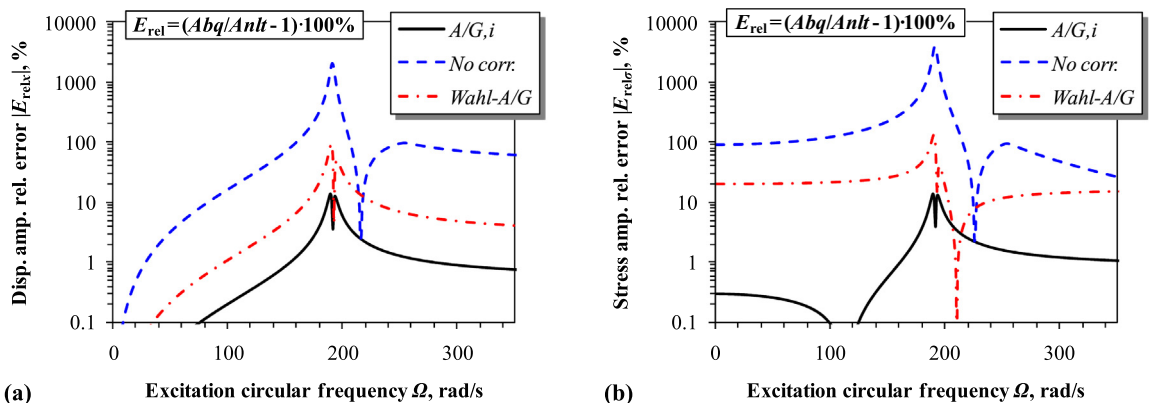 E_rel = (Abq/Anlt - 1)·100%
A/G,i
No corr.
Wahl-A/G
Disp. amp. rel. error |E_relx|, %
10000
1000
100
10
1
0.1
0 100 200 300
Excitation circular frequency Ω, rad/s
(a)
E_rel = (Abq/Anlt - 1)·100%
A/G,i
No corr.
Wahl-A/G
Stress amp. rel. error |E_relσ|, %
10000
1000
100
10
1
0.1
0 100 200 300
Excitation circular frequency Ω, rad/s
(b)